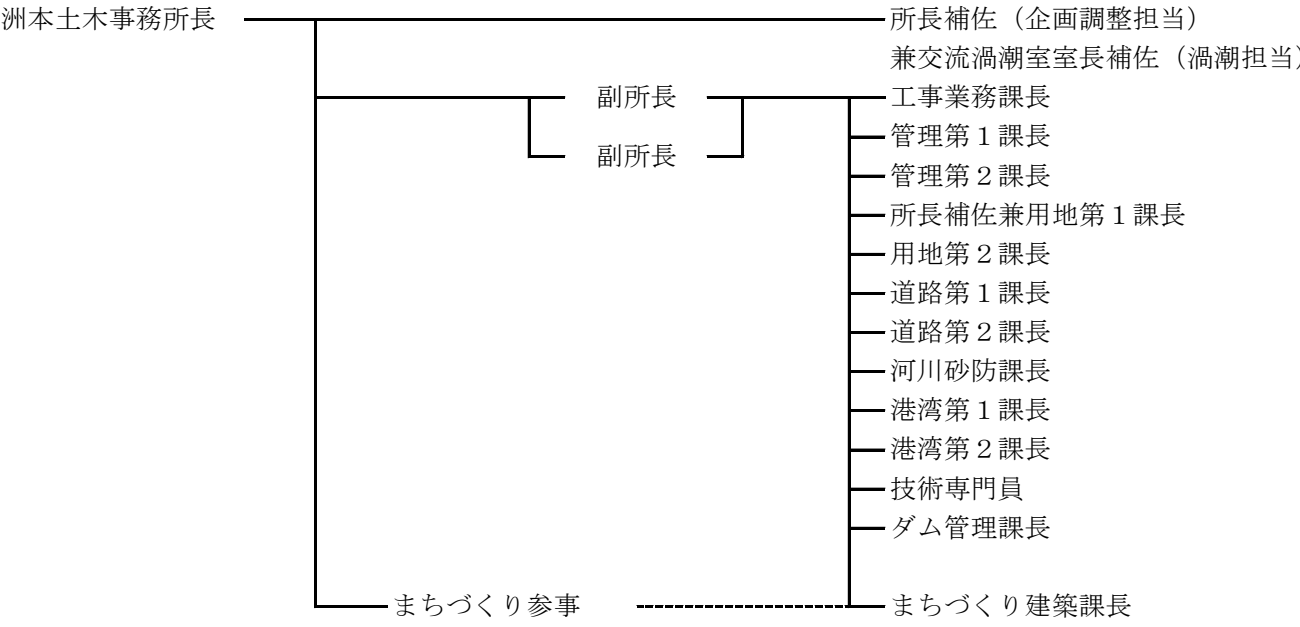 洲本土木事務所長 所長補佐（企画調整担当）
兼交流渦潮室室長補佐（渦潮担当）
副所長 工事業務課長
管理第１課長
副所長
管理第２課長
所長補佐兼用地第１課長
用地第２課長
道路第１課長
道路第２課長
河川砂防課長
港湾第１課長
港湾第２課長
技術専門員
ダム管理課長
まちづくり参事 まちづくり建築課長